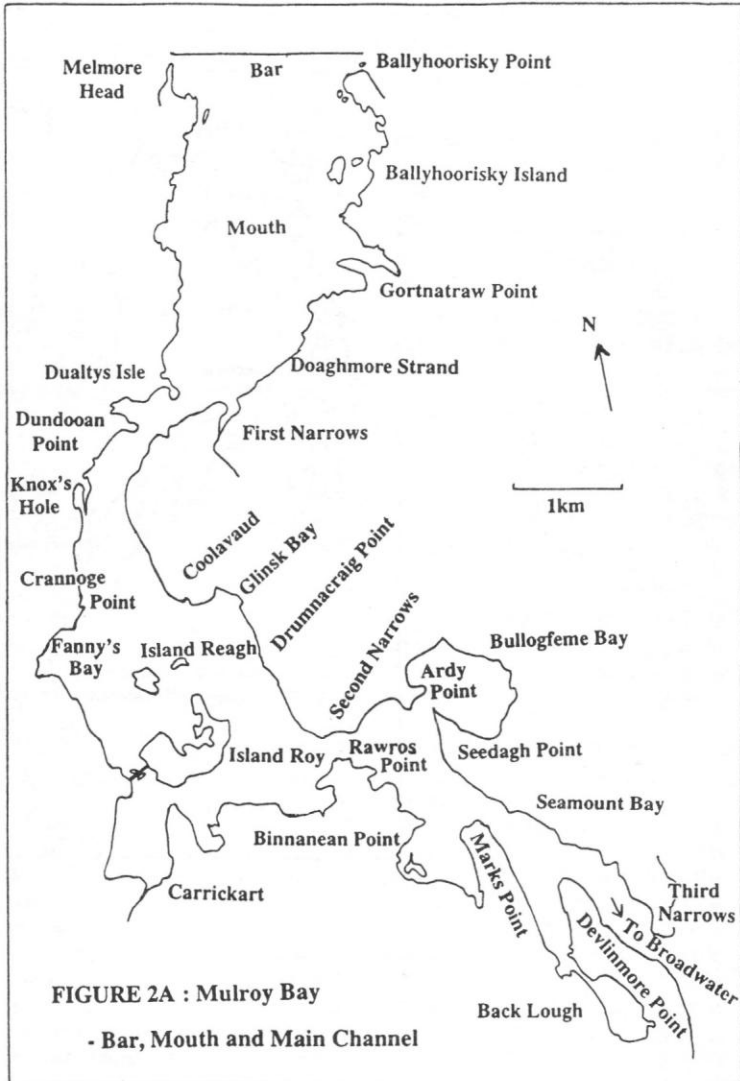 Melmore
Head
Bar
Ballyhoorisky Point
Ballyhoorisky Island
Mouth
Gortnatraw Point
N
Dualtys Isle
Doaghmore Strand
Dundooan
Point
First Narrows
Knox's
Hole
1km
Coolavaud
Glinsk Bay
Drumnacraig Point
Second Narrows
Crannoge
Point
Fanny's
Bay
Island Reagh
Bullogfeme Bay
Ardy
Point
Island Roy
Rawros
Point
Seedagh Point
Seamount Bay
Binnanean Point
Marks Point
Carrickart
Third
Narrows
To Broadwater
Devlinmore Point
Back Lough
FIGURE 2A : Mulroy Bay
- Bar, Mouth and Main Channel